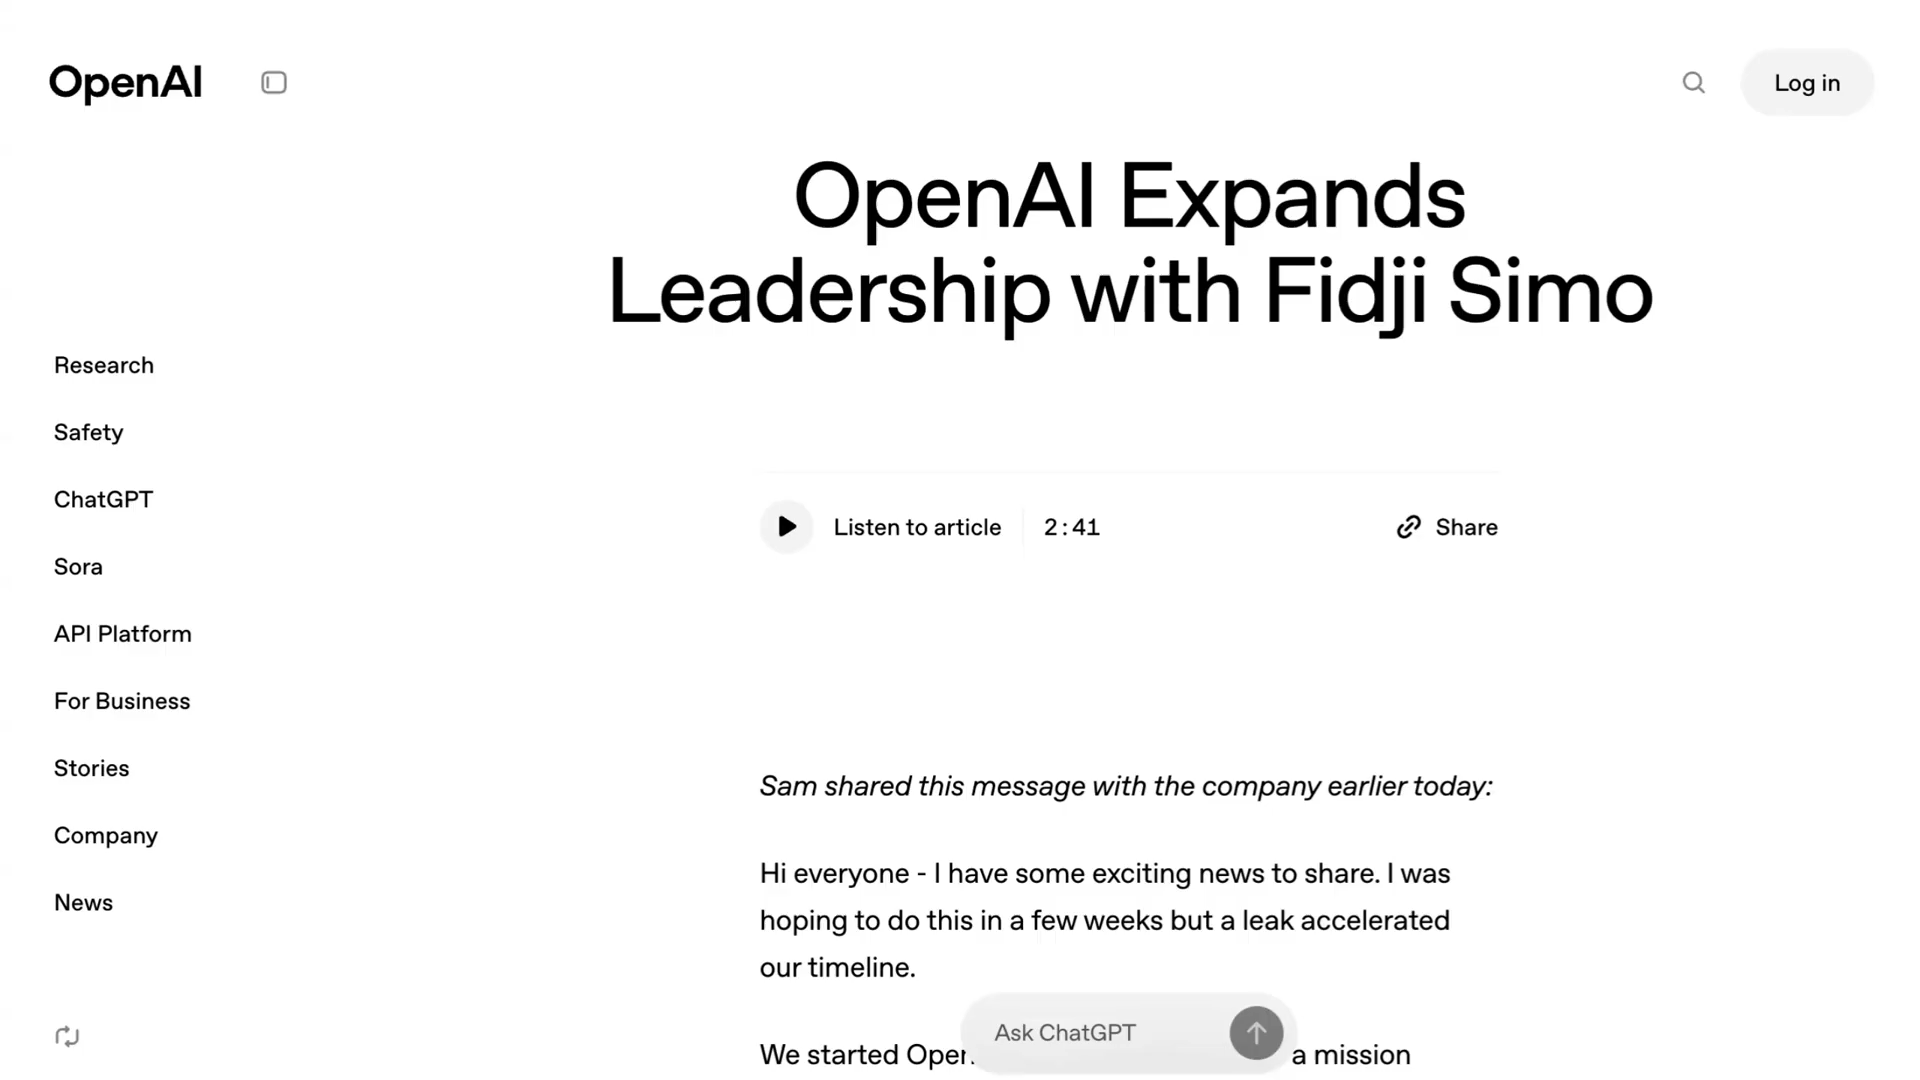 OpenAI
Log in
OpenAI Expands
Leadership with Fidji Simo
Research
Safety
ChatGPT
Sora
API Platform
For Business
Stories
Company
News
Listen to article
2:41
Share
Sam shared this message with the company earlier today:
Hi everyone - I have some exciting news to share. I was
hoping to do this in a few weeks but a leak accelerated
our timeline.
We started a mission
Ask ChatGPT